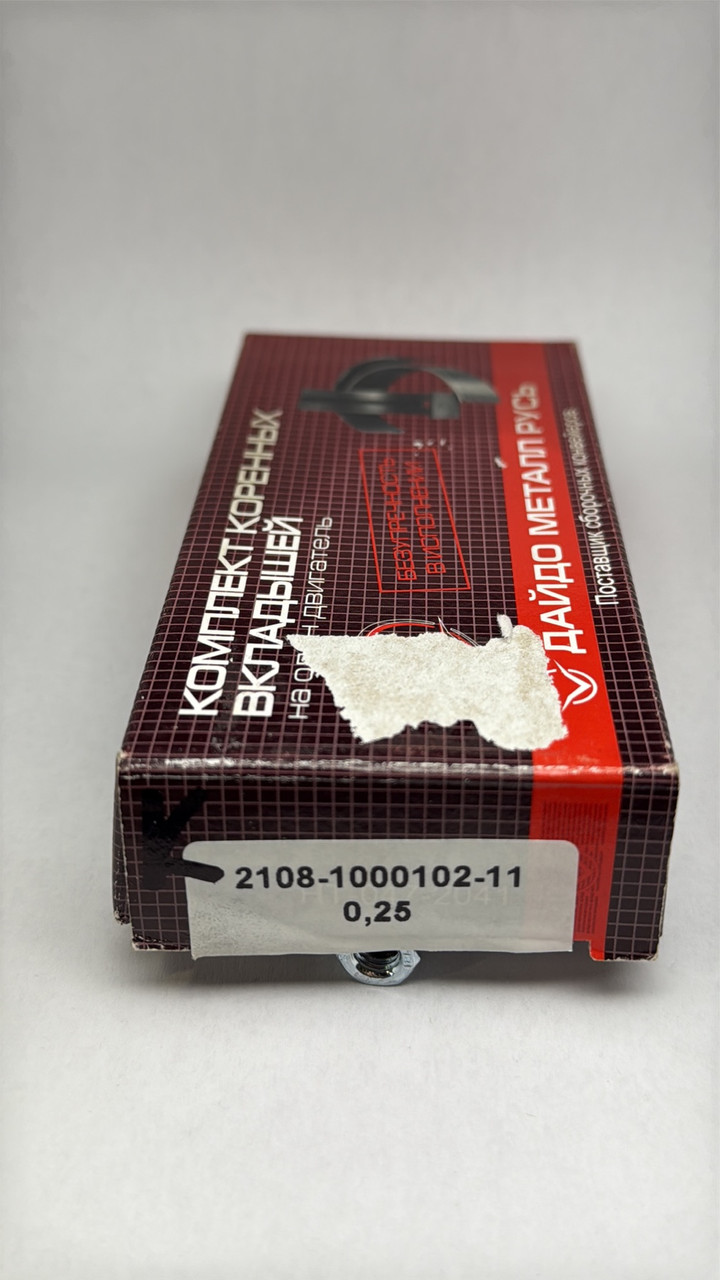 КОМПЛЕКТ КОРЕННЫХ
ВКЛАДЫШЕЙ
на один двигатель
БЕЗУПРЕЧНОСТЬ
В ИСПОЛНЕНИИ
ДАЙДО МЕТАЛЛ РУСЬ
Поставщик сборочных конвейеров
К
2108-1000102-11
0,25